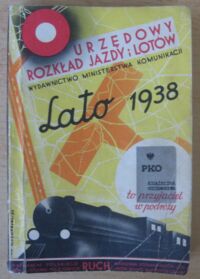 URZĘDOWY
ROZKŁAD JAZDY i LOTÓW
WYDAWNICTWO MINISTERSTWA KOMUNIKACJI
Lato 1938
PKO
to przyjaciel
w podróży
RUCH